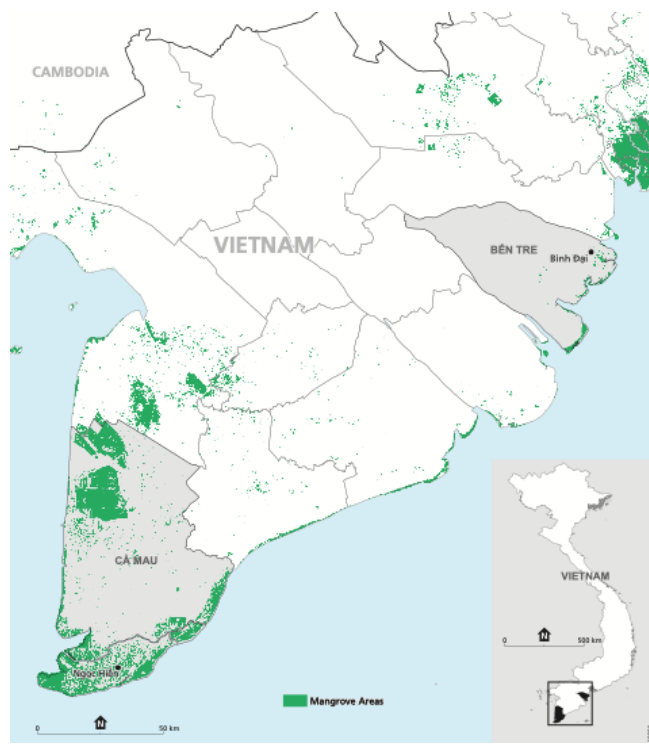 CAMBODIA
VIETNAM
BẾN TRE
Bình Đại
CÀ MAU
Ngọc Hiển
N
0 50 km
Mangrove Areas
VIETNAM
N
0 500 km